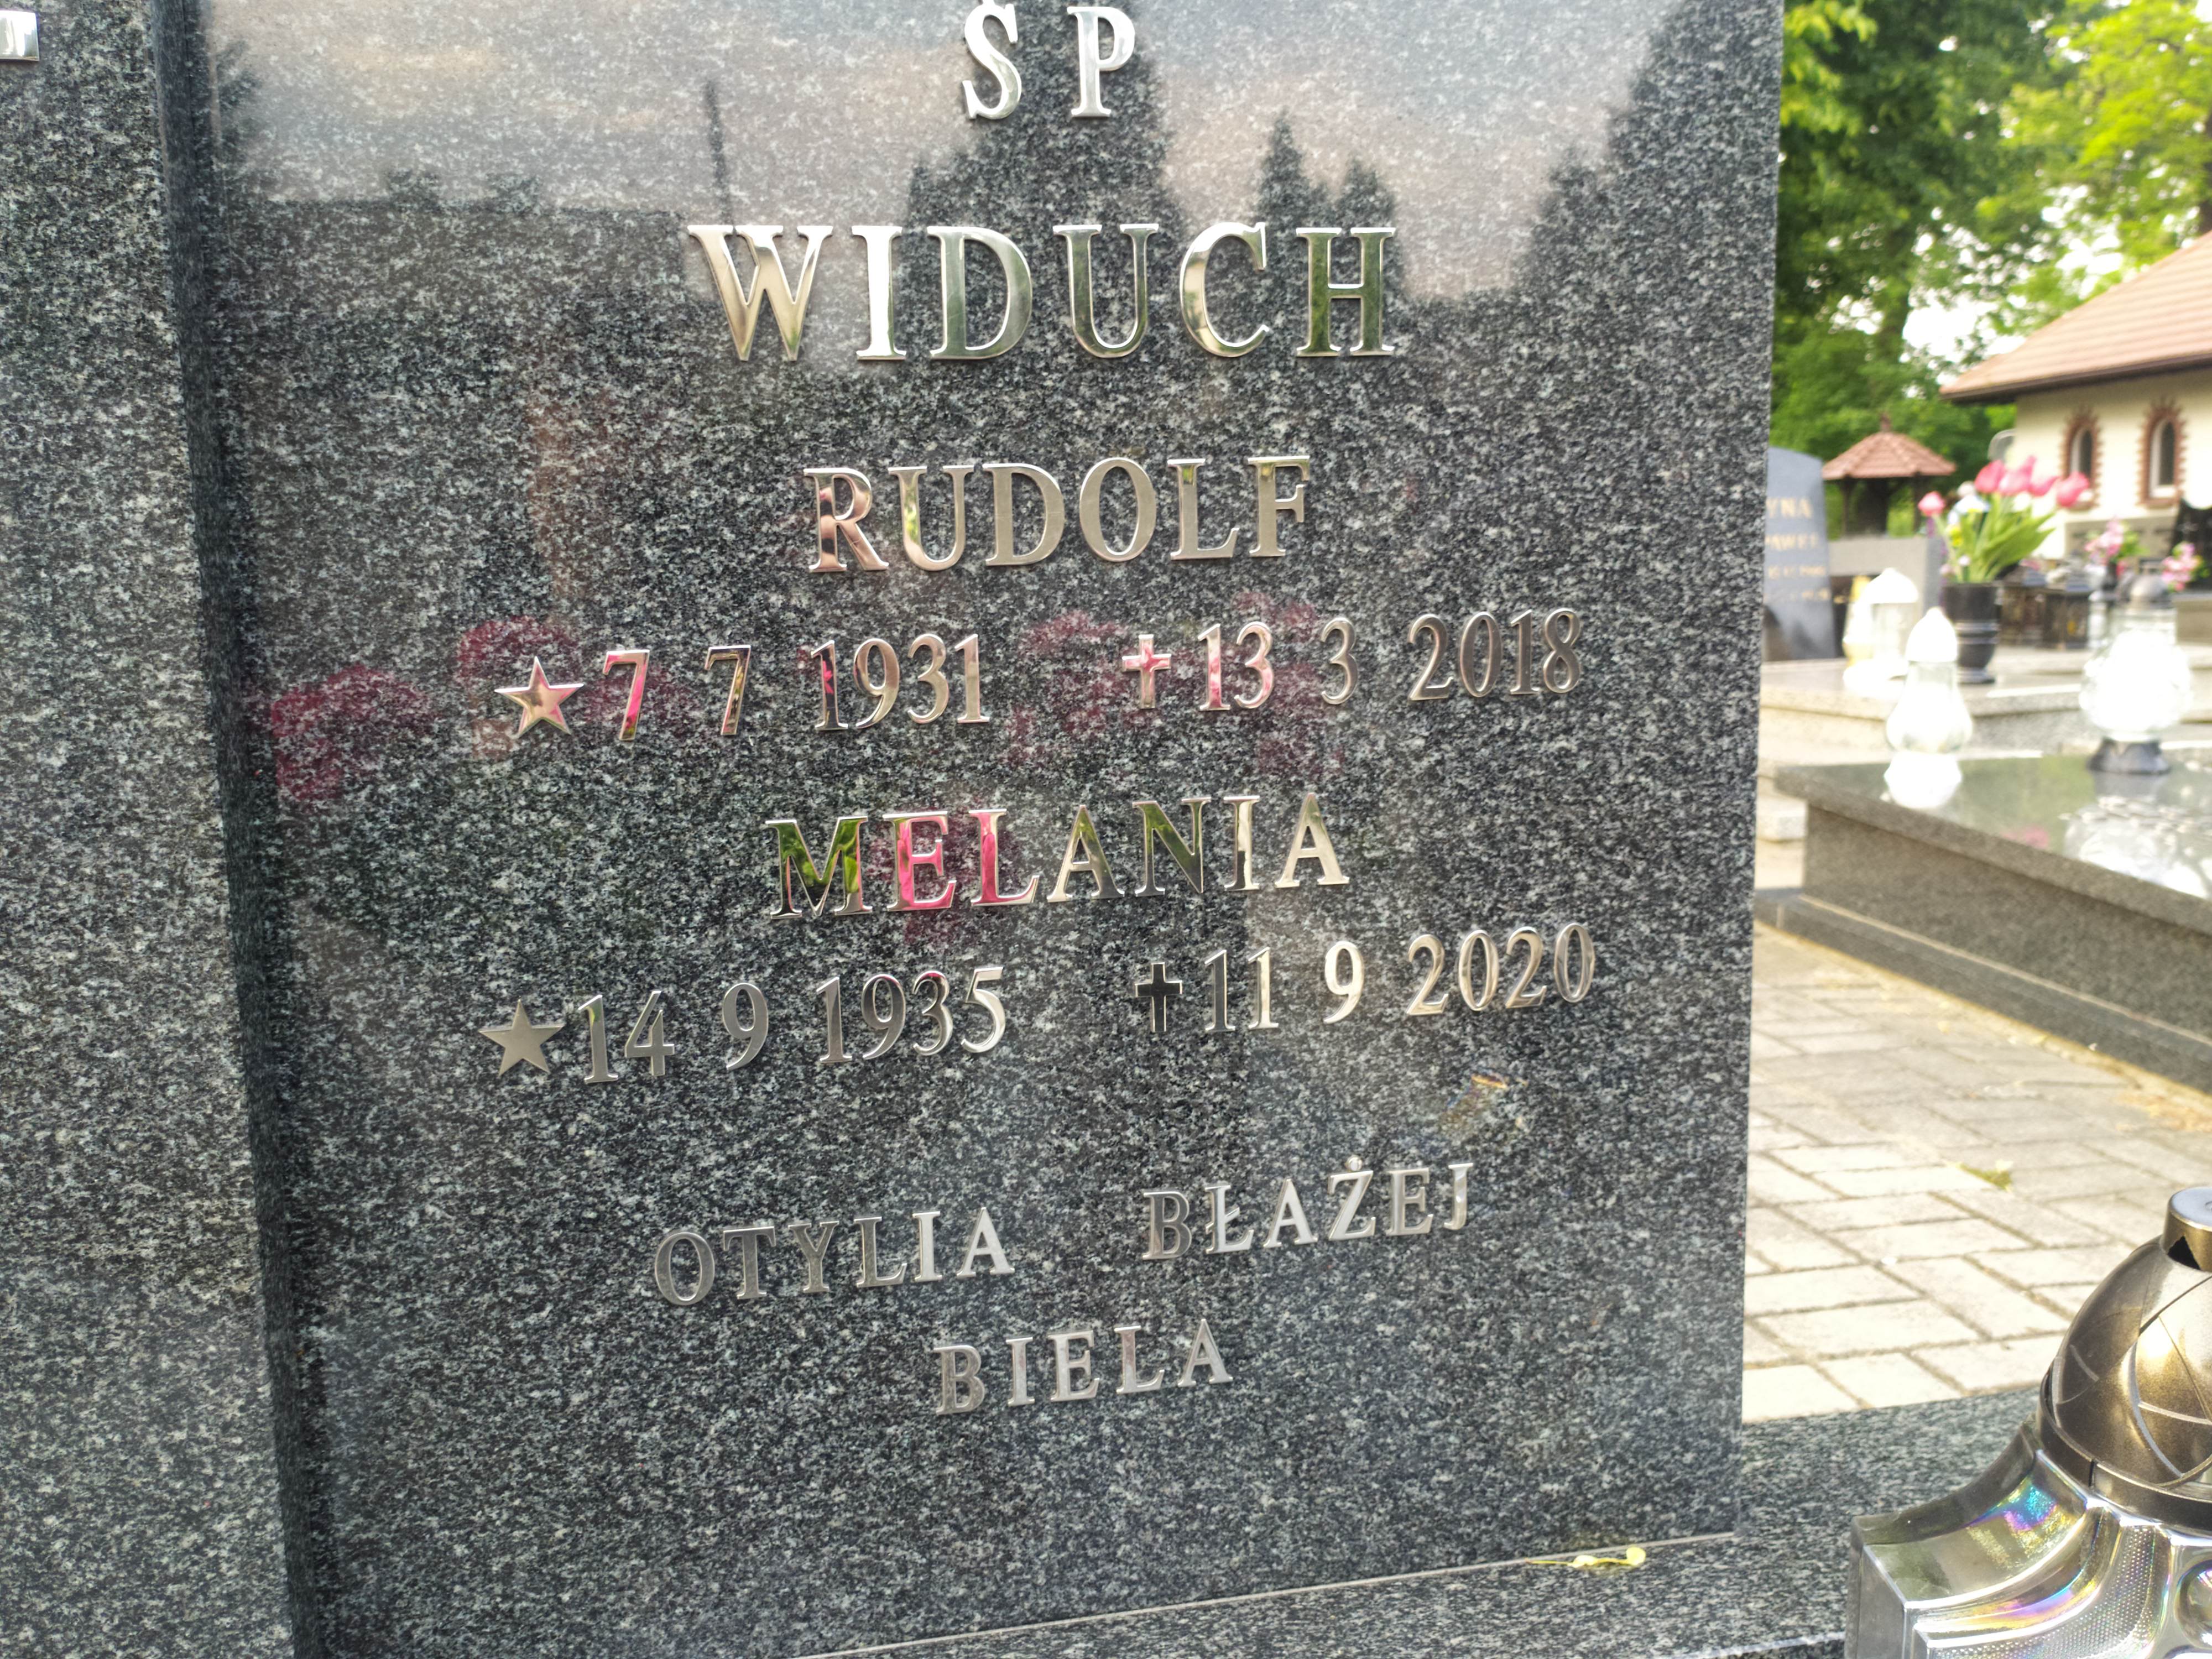 ŚP
WIDUCH
RUDOLF
★7 7 1931 ✝13 3 2018
MELANIA
★14 9 1935 ✝11 9 2020
OTYLIA BŁAŻEJ
BIELA